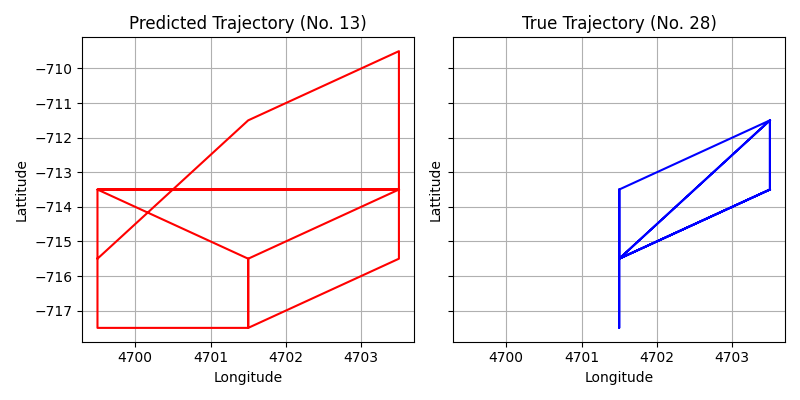 Predicted Trajectory (No. 13)
True Trajectory (No. 28)
Lattitude
−710
−711
−712
−713
−714
−715
−716
−717
4700
4701
4702
4703
Longitude
Lattitude
4700
4701
4702
4703
Longitude